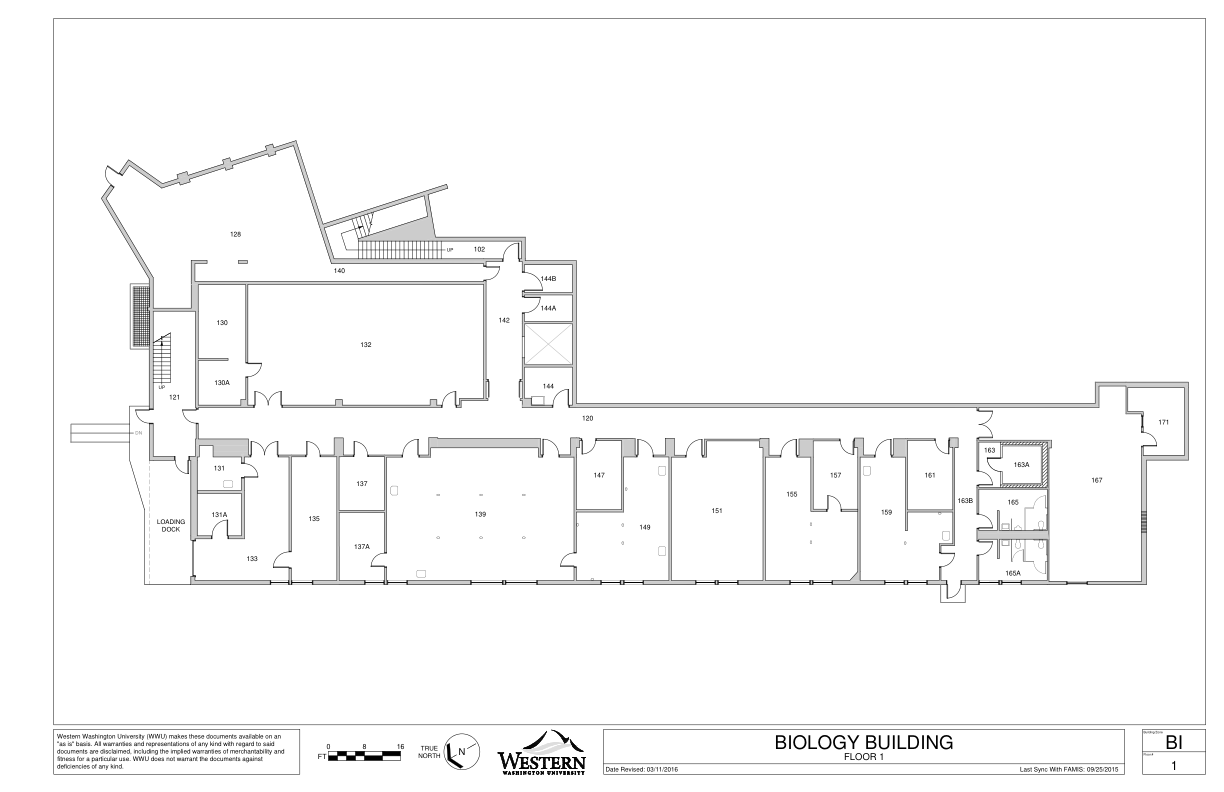 128
102
UP
140
144B
144A
142
130
132
130A
144
UP
121
120
DN
171
131
147
157
161
163
163A
137
155
167
131A
139
151
159
163B
165
135
149
LOADING
DOCK
137A
133
165A
Western Washington University (WWU) makes these documents available on an
"as is" basis. All warranties and representations of any kind with regard to said
documents are disclaimed, including the implied warranties of merchantability and
fitness for a particular use. WWU does not warrant the documents against
deficiencies of any kind.
0 8 16
FT
TRUE
NORTH
N
WESTERN
WASHINGTON UNIVERSITY
BIOLOGY BUILDING
FLOOR 1
Date Revised: 03/11/2016
Last Sync With FAMIS: 09/25/2015
BI
1